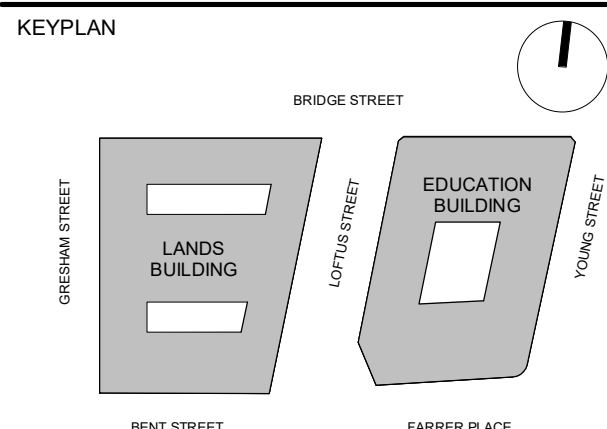 KEYPLAN
BRIDGE STREET
GRESHAM STREET
LANDS
BUILDING
LOFTUS STREET
EDUCATION
BUILDING
YOUNG STREET
BENT STREET
FARRER PLACE